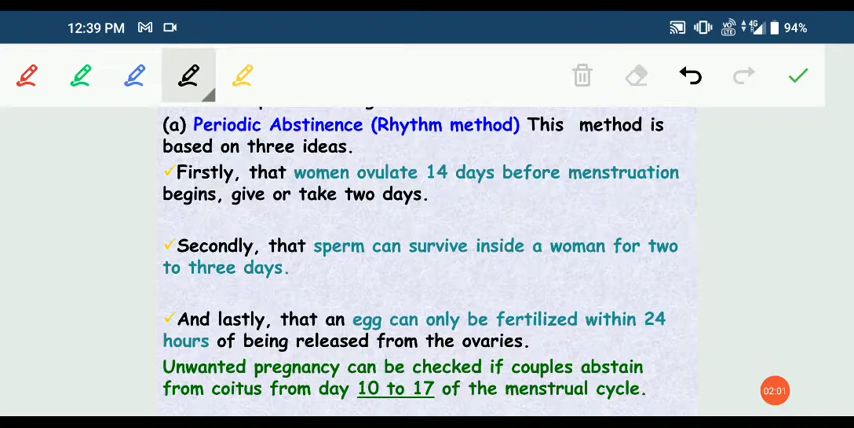 12:39 PM
VO LTE 4G 94%
(a) Periodic Abstinence (Rhythm method) This method is
based on three ideas.
Firstly, that women ovulate 14 days before menstruation
begins, give or take two days.
Secondly, that sperm can survive inside a woman for two
to three days.
And lastly, that an egg can only be fertilized within 24
hours of being released from the ovaries.
Unwanted pregnancy can be checked if couples abstain
from coitus from day 10 to 17 of the menstrual cycle.
02:01